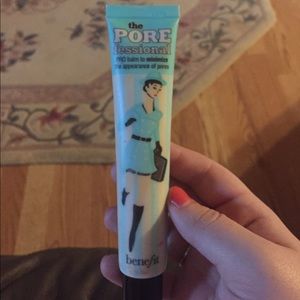 the
PORE
fessional
PRO balm to minimize
the appearance of pores
benefit